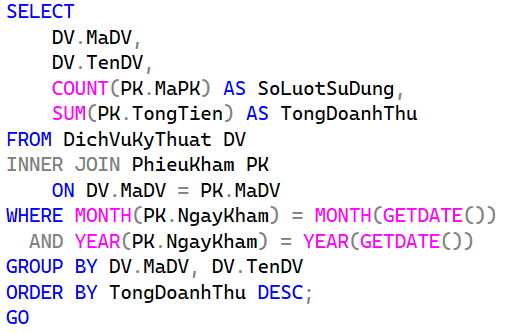 SELECT
    DV.MaDV,
    DV.TenDV,
    COUNT(PK.MaPK) AS SoLuotSuDung,
    SUM(PK.TongTien) AS TongDoanhThu
FROM DichVuKyThuat DV
INNER JOIN PhieuKham PK
    ON DV.MaDV = PK.MaDV
WHERE MONTH(PK.NgayKham) = MONTH(GETDATE())
  AND YEAR(PK.NgayKham) = YEAR(GETDATE())
GROUP BY DV.MaDV, DV.TenDV
ORDER BY TongDoanhThu DESC;
GO